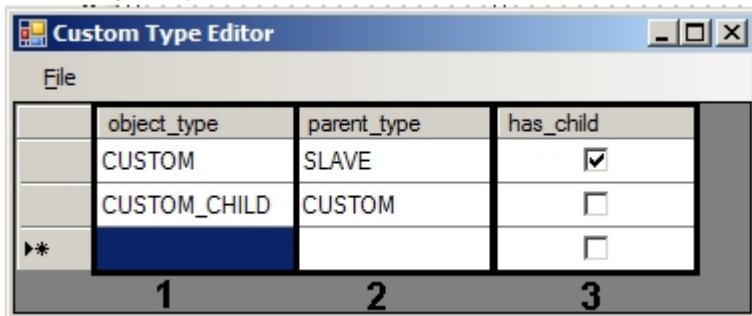 Custom Type Editor
File
object_type parent_type has_child
CUSTOM SLAVE
CUSTOM_CHILD CUSTOM
1 2 3